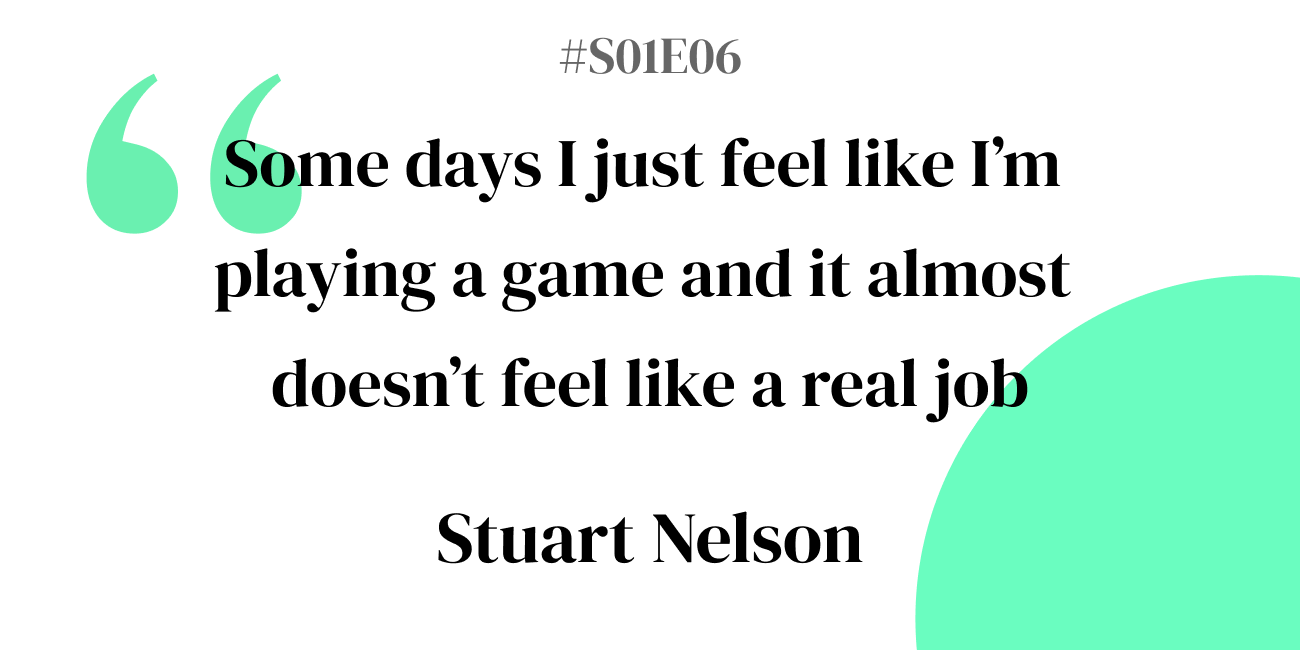 #S01E06
Some days I just feel like I’m
playing a game and it almost
doesn’t feel like a real job
Stuart Nelson